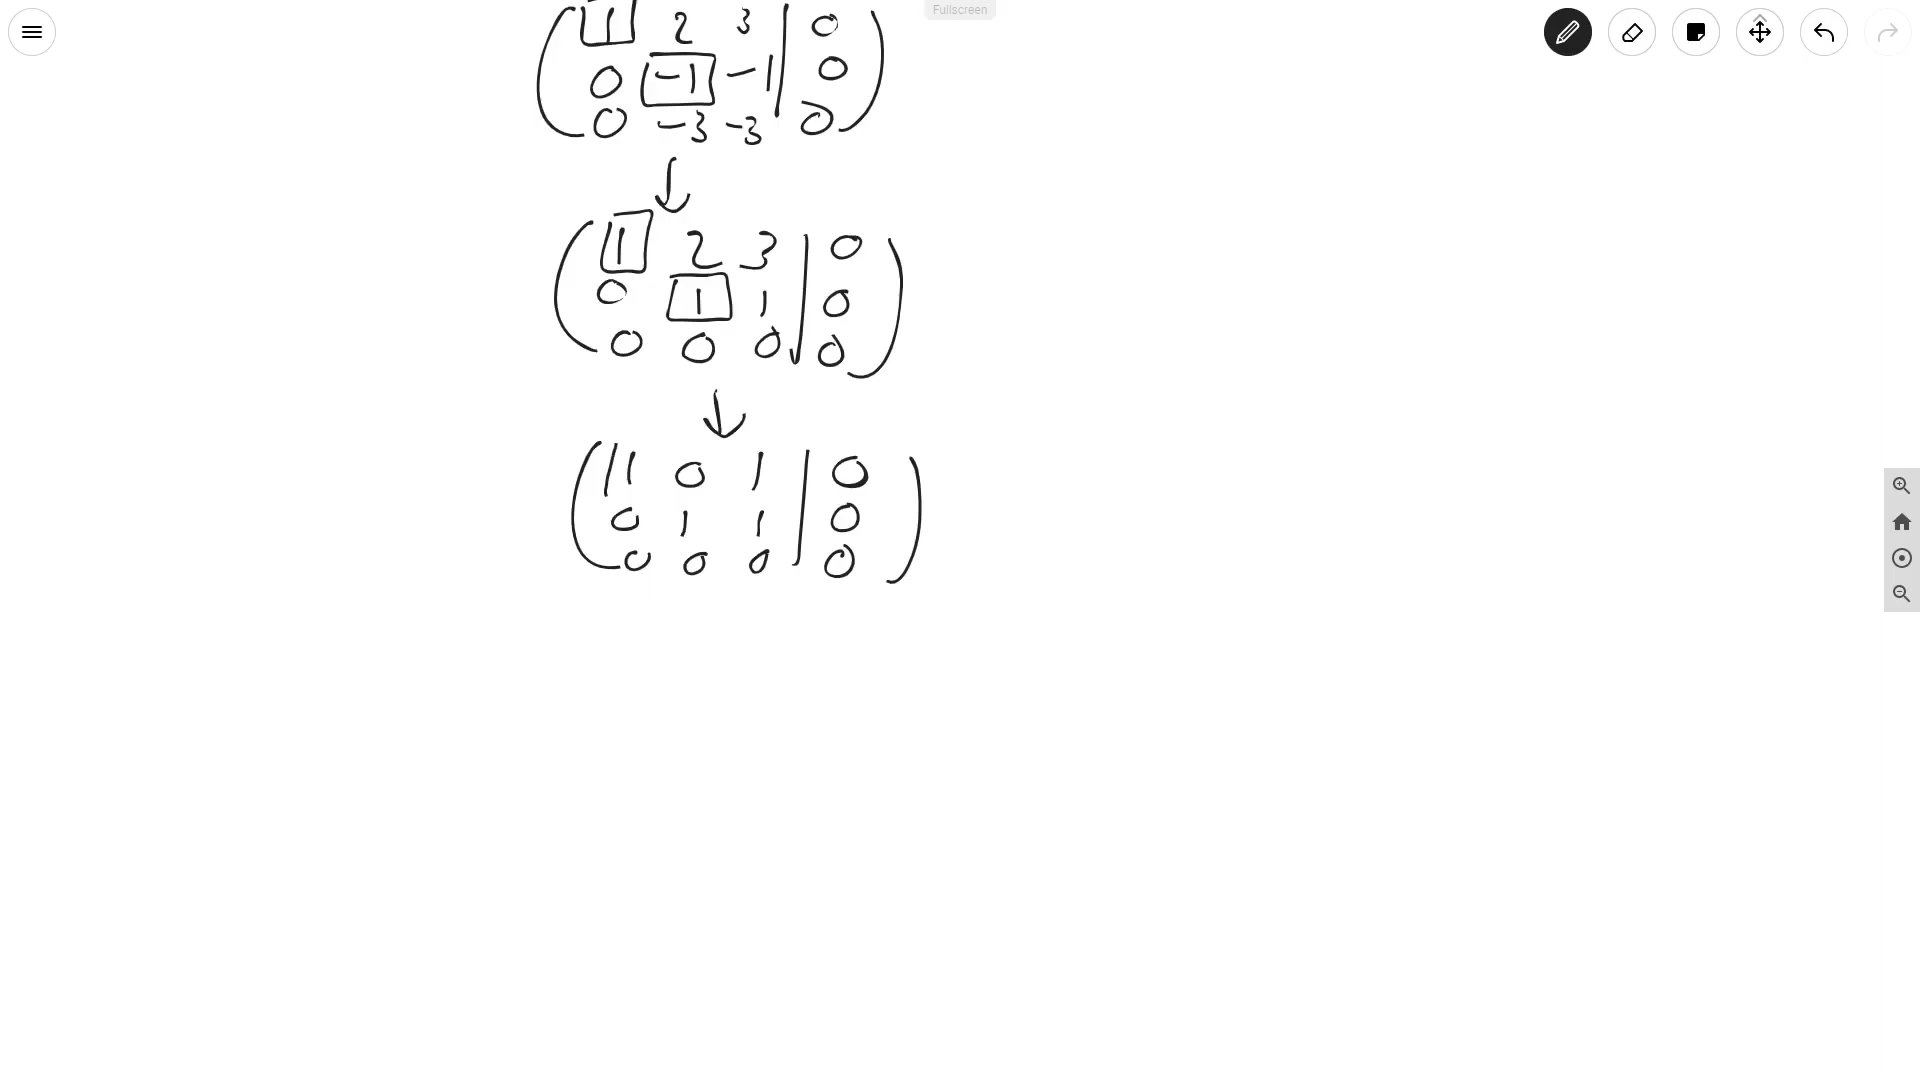 Fullscreen
( 1 2 3 | 0 )
( 0 -1 -1 | 0 )
( 0 -3 -3 | 0 )
↓
( 1 2 3 | 0 )
( 0 1 1 | 0 )
( 0 0 0 | 0 )
↓
( 1 0 1 | 0 )
( 0 1 1 | 0 )
( 0 0 0 | 0 )